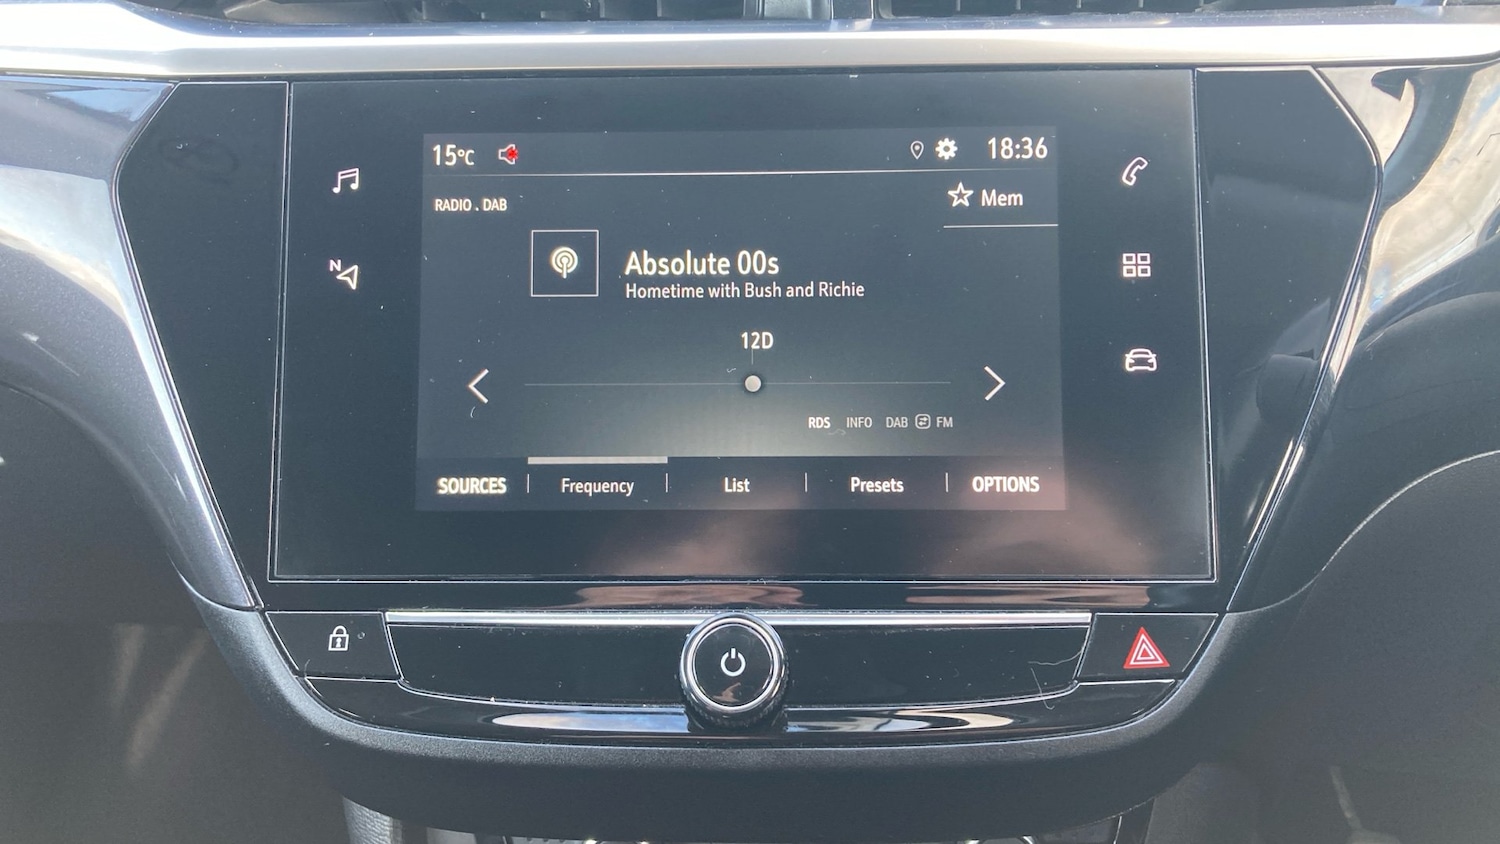 15°C
18:36
RADIO . DAB
Mem
Absolute 00s
Hometime with Bush and Richie
N
12D
RDS INFO DAB FM
SOURCES Frequency List Presets OPTIONS